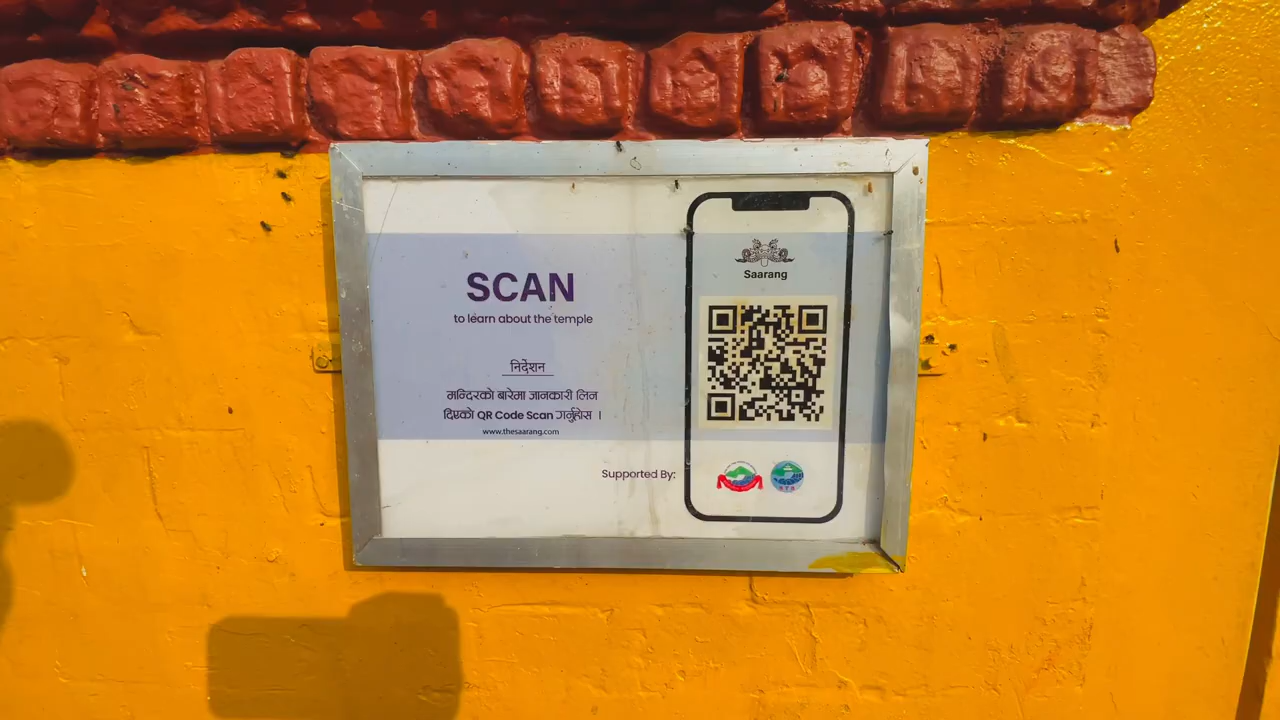 SCAN
to learn about the temple
निर्देशन
मन्दिरको बारेमा जानकारी लिन
दिएको QR Code Scan गर्नुहोस ।
www.thesaarang.com
Saarang
Supported By: